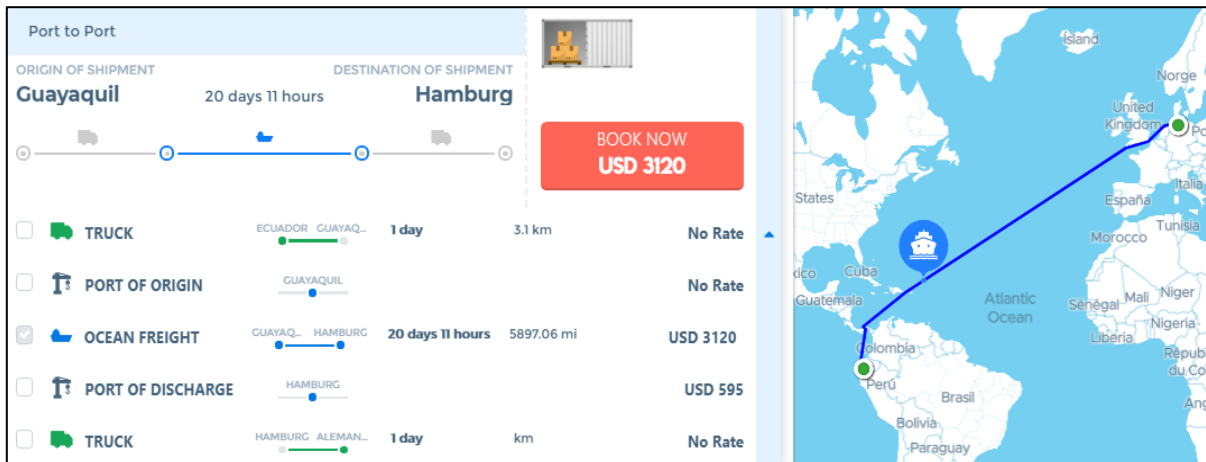 Port to Port
ORIGIN OF SHIPMENT
DESTINATION OF SHIPMENT
Guayaquil
20 days 11 hours
Hamburg
BOOK NOW
USD 3120
TRUCK
ECUADOR GUAYAQ...
1 day
3.1 km
No Rate
PORT OF ORIGIN
GUAYAQUIL
No Rate
OCEAN FREIGHT
GUAYAQ... HAMBURG
20 days 11 hours
5897.06 mi
USD 3120
PORT OF DISCHARGE
HAMBURG
USD 595
TRUCK
HAMBURG ALEMAN...
1 day
km
No Rate
Ísland
Norge
United
Kingdom
Po
States
España
Italia
Morocco
Tunisia
xico
Cuba
Guatemala
Atlantic
Ocean
Sénégal
Mali
Niger
Nigeria
Liberia
Républ
du Co
Colombia
Perú
Brasil
Ang
Bolivia
Paraguay